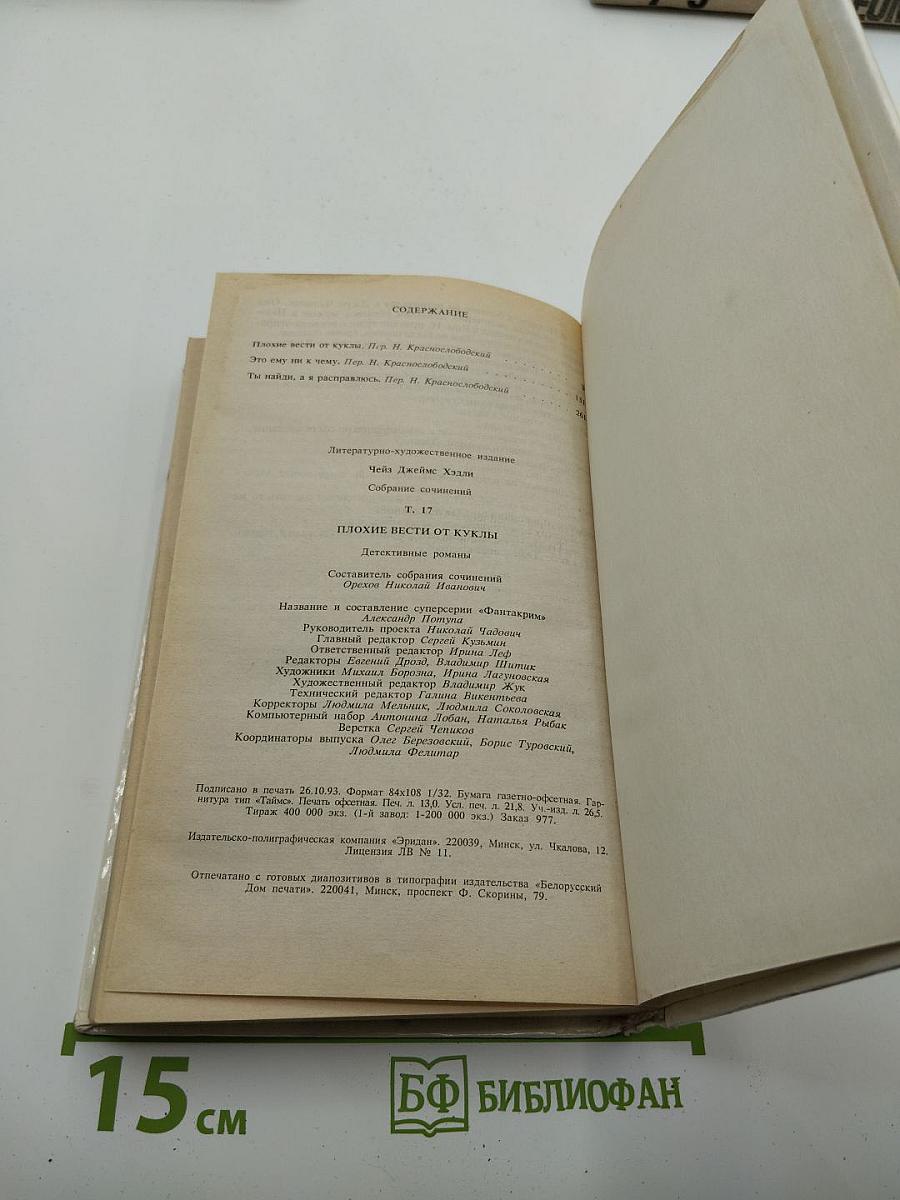 СОДЕРЖАНИЕ
Плохие вести от куклы. Пер. Н. Краснослободский
Это ему ни к чему. Пер. Н. Краснослободский
Ты найди, а я расправлюсь. Пер. Н. Краснослободский
261
Литературно-художественное издание
Чейз Джеймс Хэдли
Собрание сочинений
Т. 17
ПЛОХИЕ ВЕСТИ ОТ КУКЛЫ
Детективные романы
Составитель собрания сочинений
Орехов Николай Иванович
Название и составление суперсерии «Фантакрим»
Александр Потупа
Руководитель проекта Николай Чадович
Главный редактор Сергей Кузьмин
Ответственный редактор Ирина Леф
Редакторы Евгений Дрозд, Владимир Шитик
Художники Михаил Борозна, Ирина Лагуновская
Художественный редактор Владимир Жук
Технический редактор Галина Викентьева
Корректоры Людмила Мельник, Людмила Соколовская
Компьютерный набор Антонина Лобан, Наталья Рыбак
Верстка Сергей Чепиков
Координаторы выпуска Олег Березовский, Борис Туровский,
Людмила Фелитар
Подписано в печать 26.10.93. Формат 84х108 1/32. Бумага газетно-офсетная. Гар-
нитура тип «Таймс». Печать офсетная. Печ. л. 13,0. Усл. печ. л. 21,8. Уч.-изд. л. 26,5.
Тираж 400 000 экз. (1-й завод: 1-200 000 экз.) Заказ 977.
Издательско-полиграфическая компания «Эридан». 220039, Минск, ул. Чкалова, 12.
Лицензия ЛВ № 11.
Отпечатано с готовых диапозитивов в типографии издательства «Белорусский
Дом печати». 220041, Минск, проспект Ф. Скорины, 79.
15 см
БФ БИБЛИОФАН